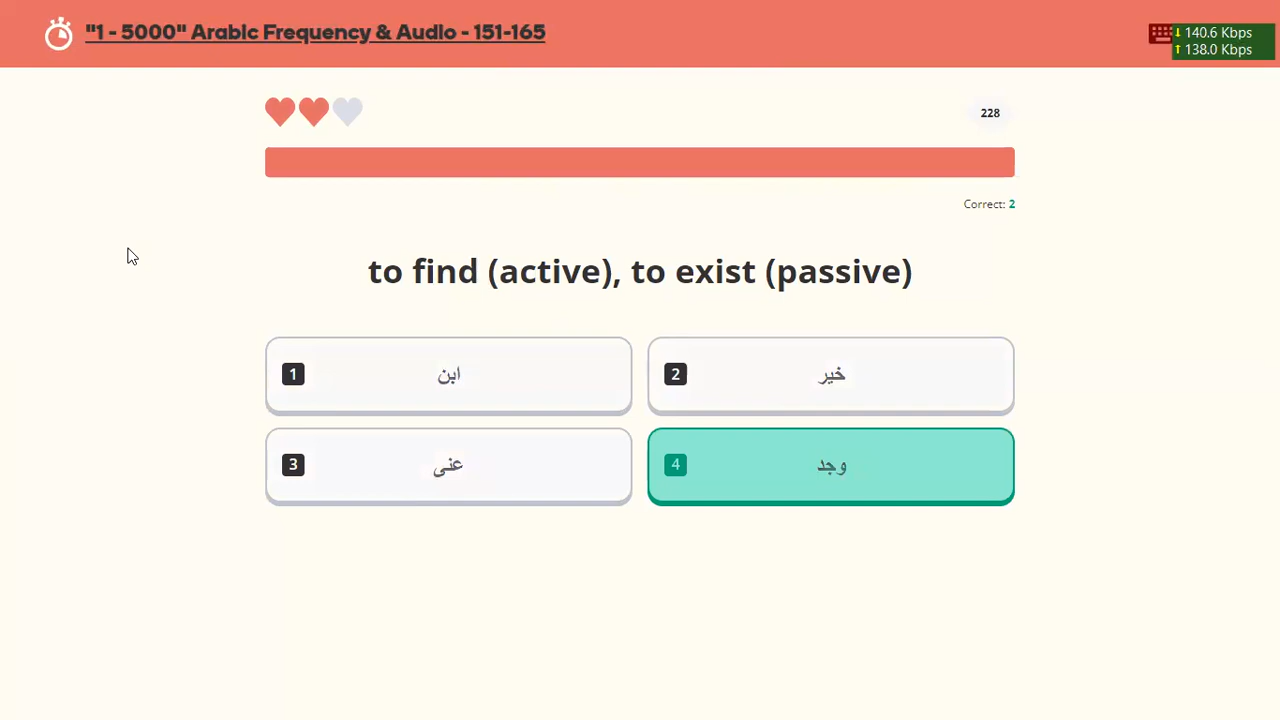 "1 - 5000" Arabic Frequency & Audio - 151-165
↓ 140.6 Kbps
↑ 138.0 Kbps
228
Correct: 2
to find (active), to exist (passive)
1 ابن
2 خير
3 عنى
4 وجد